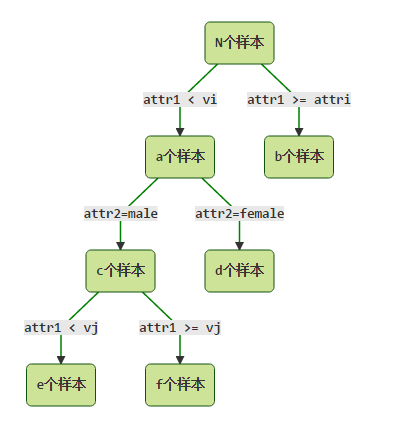 N个样本
attr1 < vi
attr1 >= attri
a个样本
b个样本
attr2=male
attr2=female
c个样本
d个样本
attr1 < vj
attr1 >= vj
e个样本
f个样本